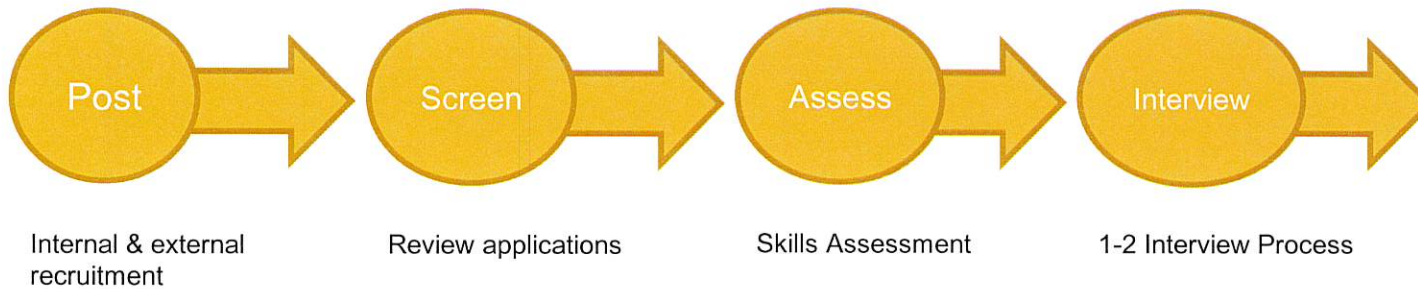 Post
Screen
Assess
Interview
Internal & external
recruitment
Review applications
Skills Assessment
1-2 Interview Process